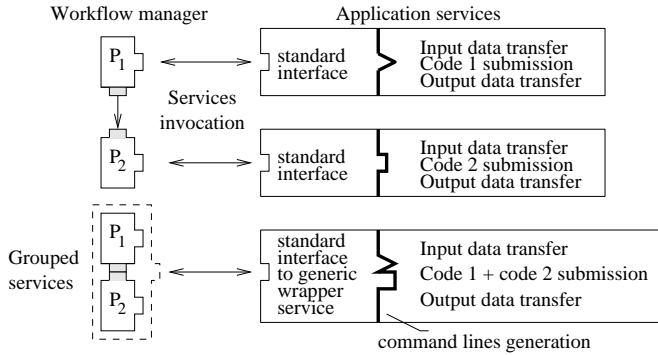 Workflow manager
Application services
P1
standard
interface
Input data transfer
Code 1 submission
Output data transfer
Services
invocation
P2
standard
interface
Input data transfer
Code 2 submission
Output data transfer
Grouped
services
P1
P2
standard
interface
to generic
wrapper
service
Input data transfer
Code 1 + code 2 submission
Output data transfer
command lines generation